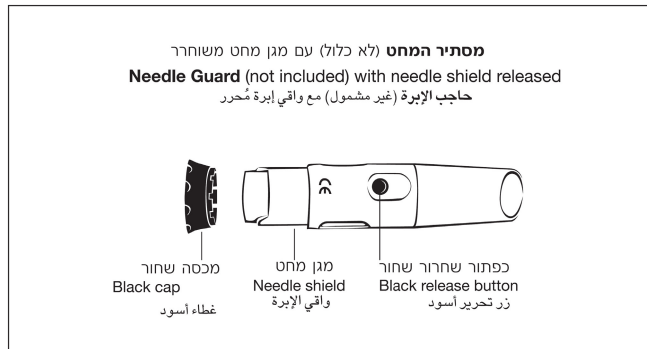 מסתיר המחט (לא כלול) עם מגן מחט משוחרר
Needle Guard (not included) with needle shield released
حاجب الإبرة (غير مشمول) مع واقي إبرة مُحرر
CE
מכסה שחור
Black cap
غطاء أسود
מגן מחט
Needle shield
واقي الإبرة
כפתור שחרור שחור
Black release button
زر تحرير أسود